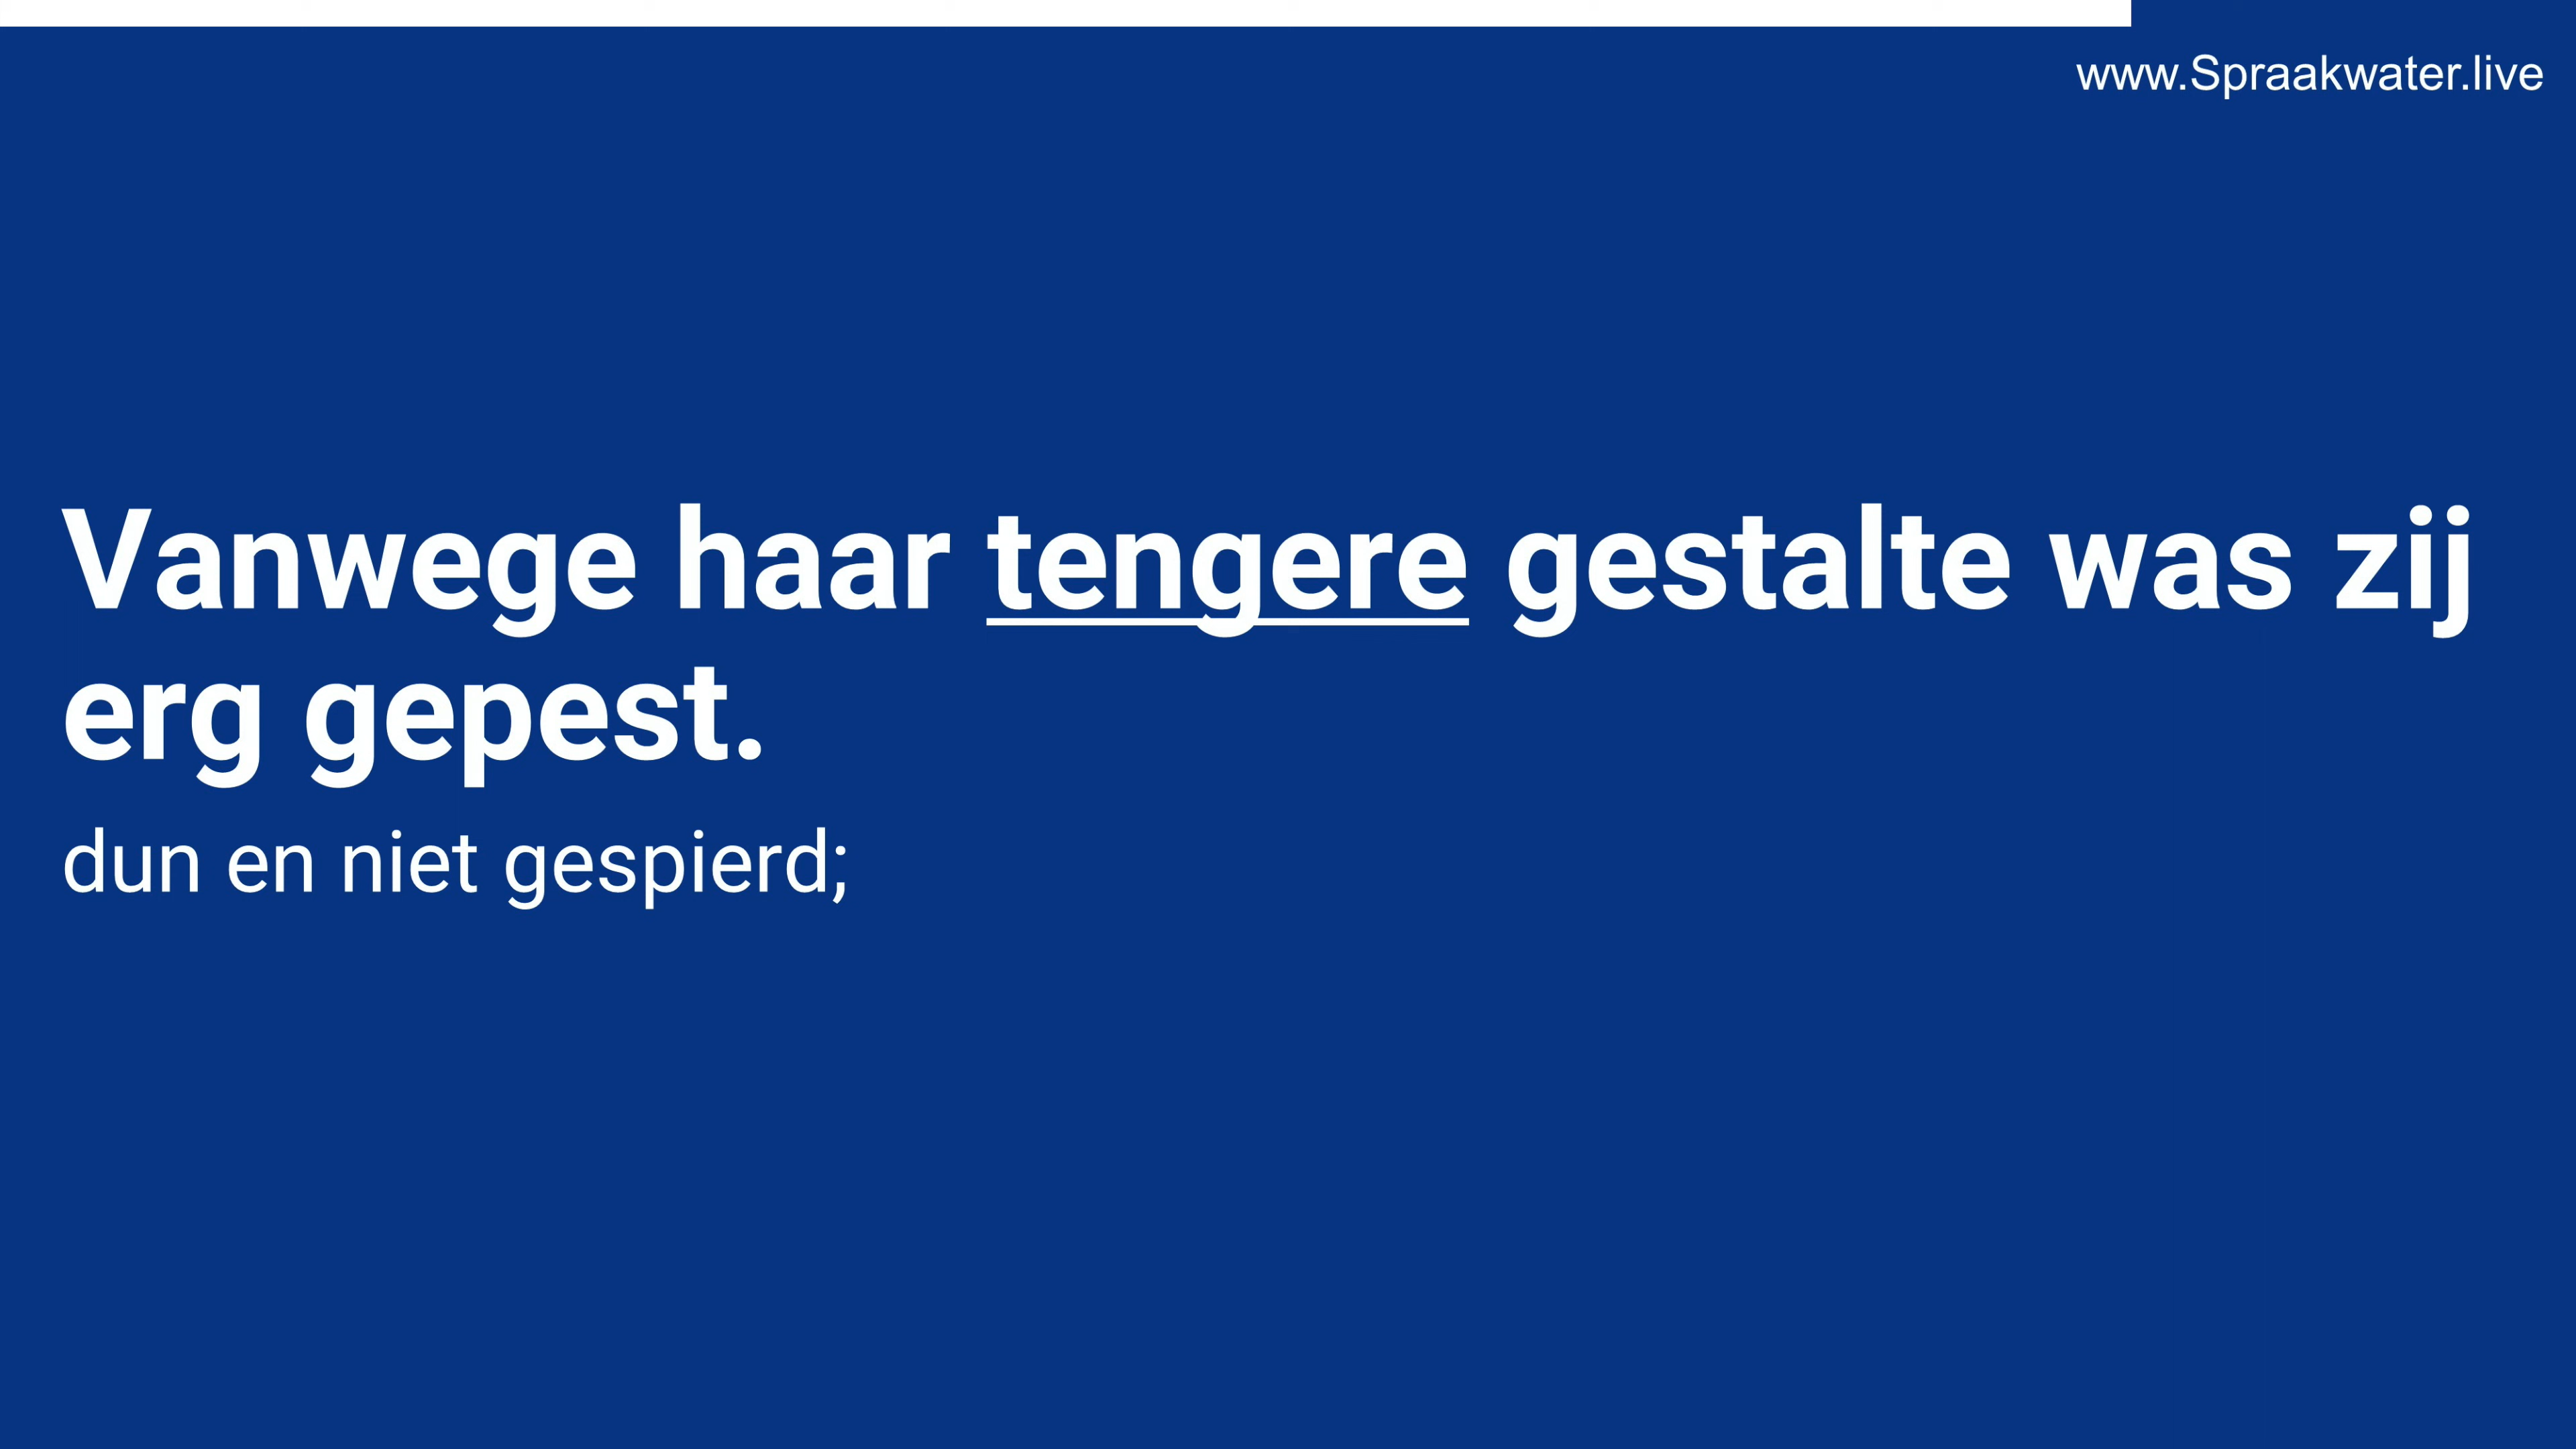 www.Spraakwater.live
Vanwege haar tengere gestalte was zij
erg gepest.
dun en niet gespierd;